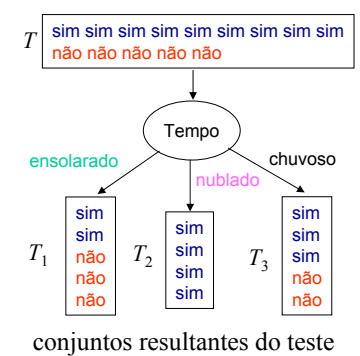 T
sim sim sim sim sim sim sim sim sim
não não não não não
Tempo
ensolarado
nublado
chuvoso
T1
sim
sim
não
não
não
T2
sim
sim
sim
sim
T3
sim
sim
sim
não
não
conjuntos resultantes do teste